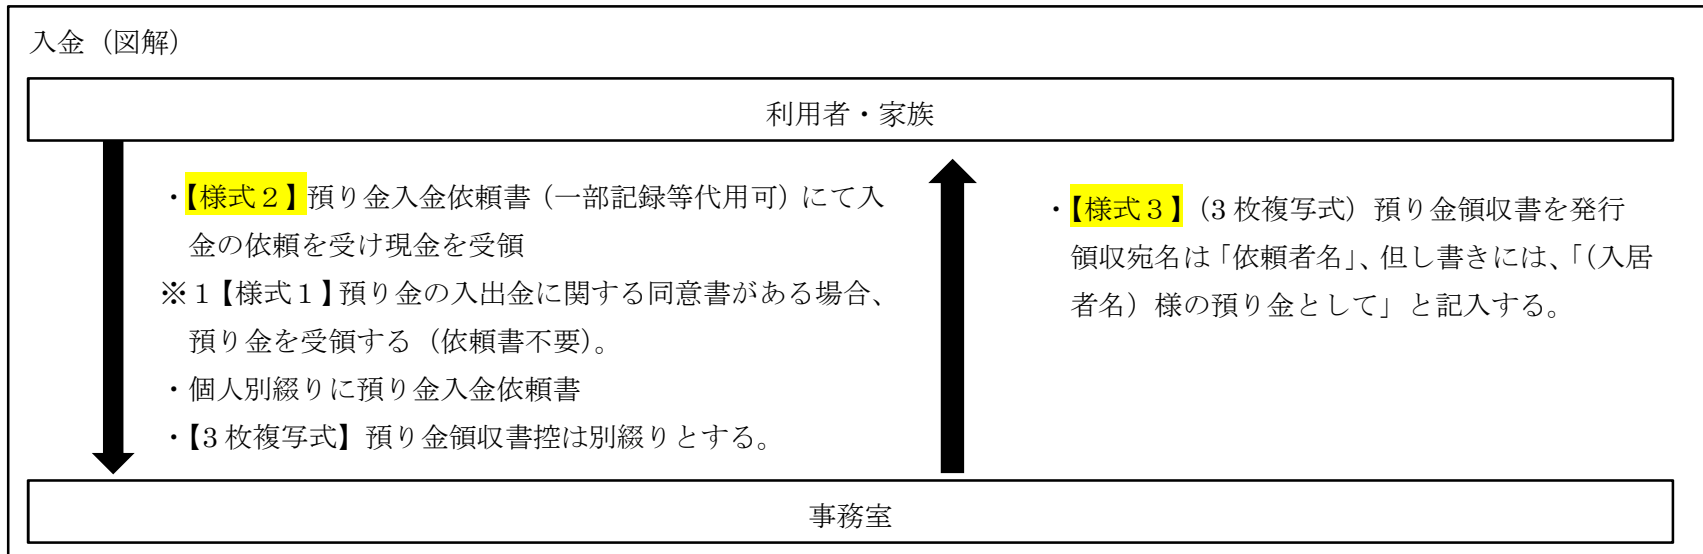 入金（図解）
利用者・家族
・【様式２】預り金入金依頼書（一部記録等代用可）にて入
金の依頼を受け現金を受領
※１【様式１】預り金の入出金に関する同意書がある場合、
預り金を受領する（依頼書不要）。
・個人別綴りに預り金入金依頼書
・【3枚複写式】預り金領収書控は別綴りとする。
・【様式３】（3枚複写式）預り金領収書を発行
領収宛名は「依頼者名」、但し書きには、「（入居
者名）様の預り金として」と記入する。
事務室